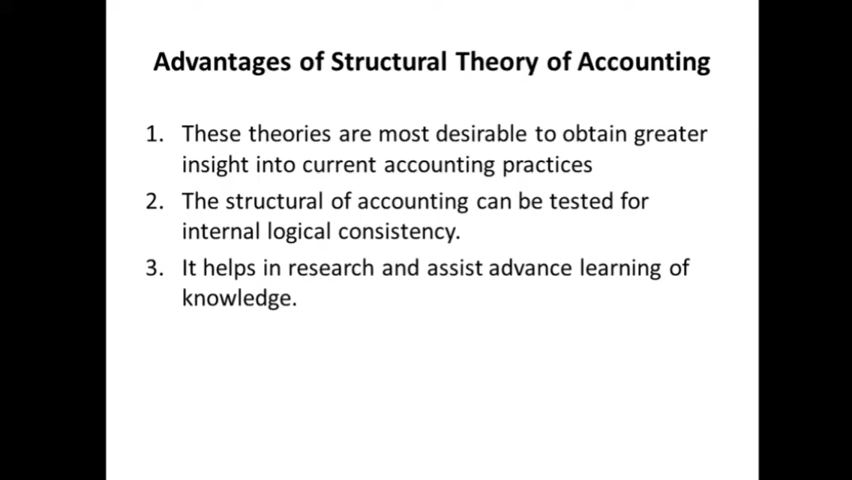 Advantages of Structural Theory of Accounting
1. These theories are most desirable to obtain greater
insight into current accounting practices
2. The structural of accounting can be tested for
internal logical consistency.
3. It helps in research and assist advance learning of
knowledge.